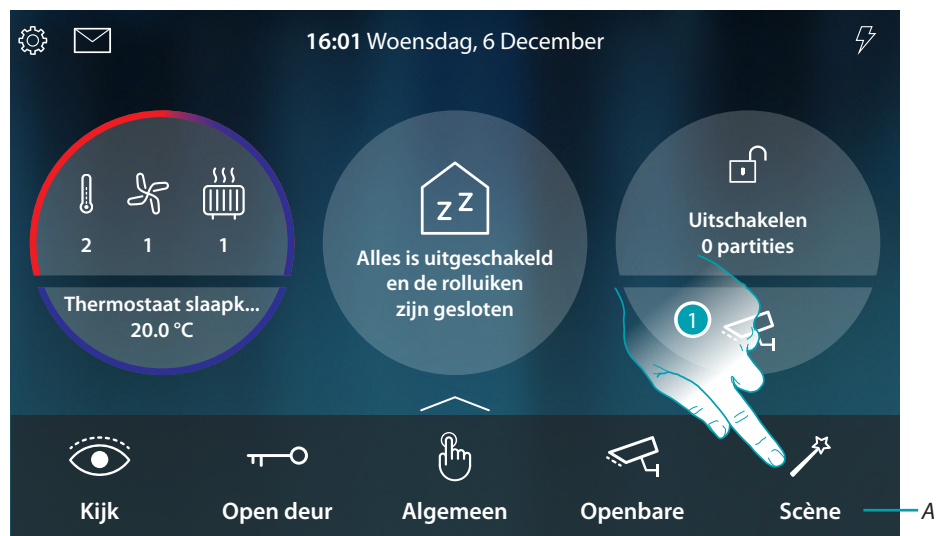 16:01 Woensdag, 6 December
2 1 1
Thermostaat slaapk...
20.0 °C
z z
Alles is uitgeschakeld
en de rolluiken
zijn gesloten
Uitschakelen
0 partities
1
Kijk
Open deur
Algemeen
Openbare
Scène
A